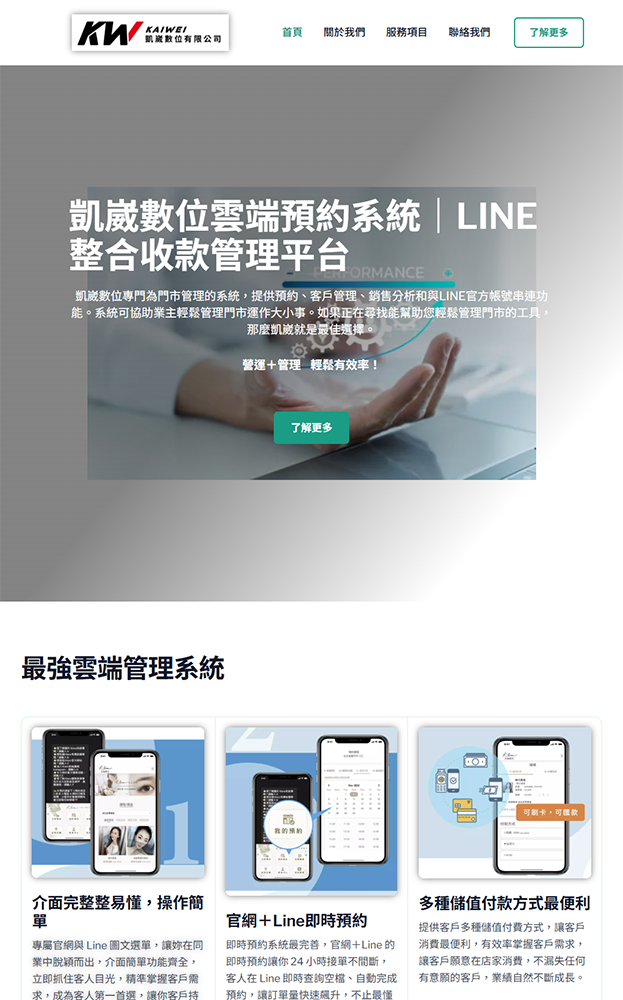 KW KAIWEI
凱崴數位有限公司
首頁 關於我們 服務項目 聯絡我們 了解更多
凱崴數位雲端預約系統｜LINE
整合收款管理平台
PERFORMANCE
凱崴數位專門為門市管理的系統，提供預約、客戶管理、銷售分析和與LINE官方帳號串連功
能。系統可協助業主輕鬆管理門市運作大小事。如果正在尋找能幫助您輕鬆管理門市的工具，
那麼凱崴就是最佳選擇。
營運＋管理 輕鬆有效率！
了解更多
最強雲端管理系統
1
2
我的預約
可刷卡，可匯款
介面完整整易懂，操作簡
單
專屬官網與 Line 圖文選單，讓妳在同
業中脫穎而出，介面簡單功能齊全，
立即抓住客人目光，精準掌握客戶需
求，成為客人第一首選，讓你客戶持
官網＋Line即時預約
即時預約系統最完善，官網＋Line 的
即時預約讓你 24 小時接單不間斷，
客人在 Line 即時查詢空檔、自動完成
預約，讓訂單量快速飆升，不止最懂
多種儲值付款方式最便利
提供客戶多種儲值付費方式，讓客戶
消費最便利，有效率掌握客戶需求，
讓客戶願意在店家消費，不漏失任何
有意願的客戶，業績自然不斷成長。